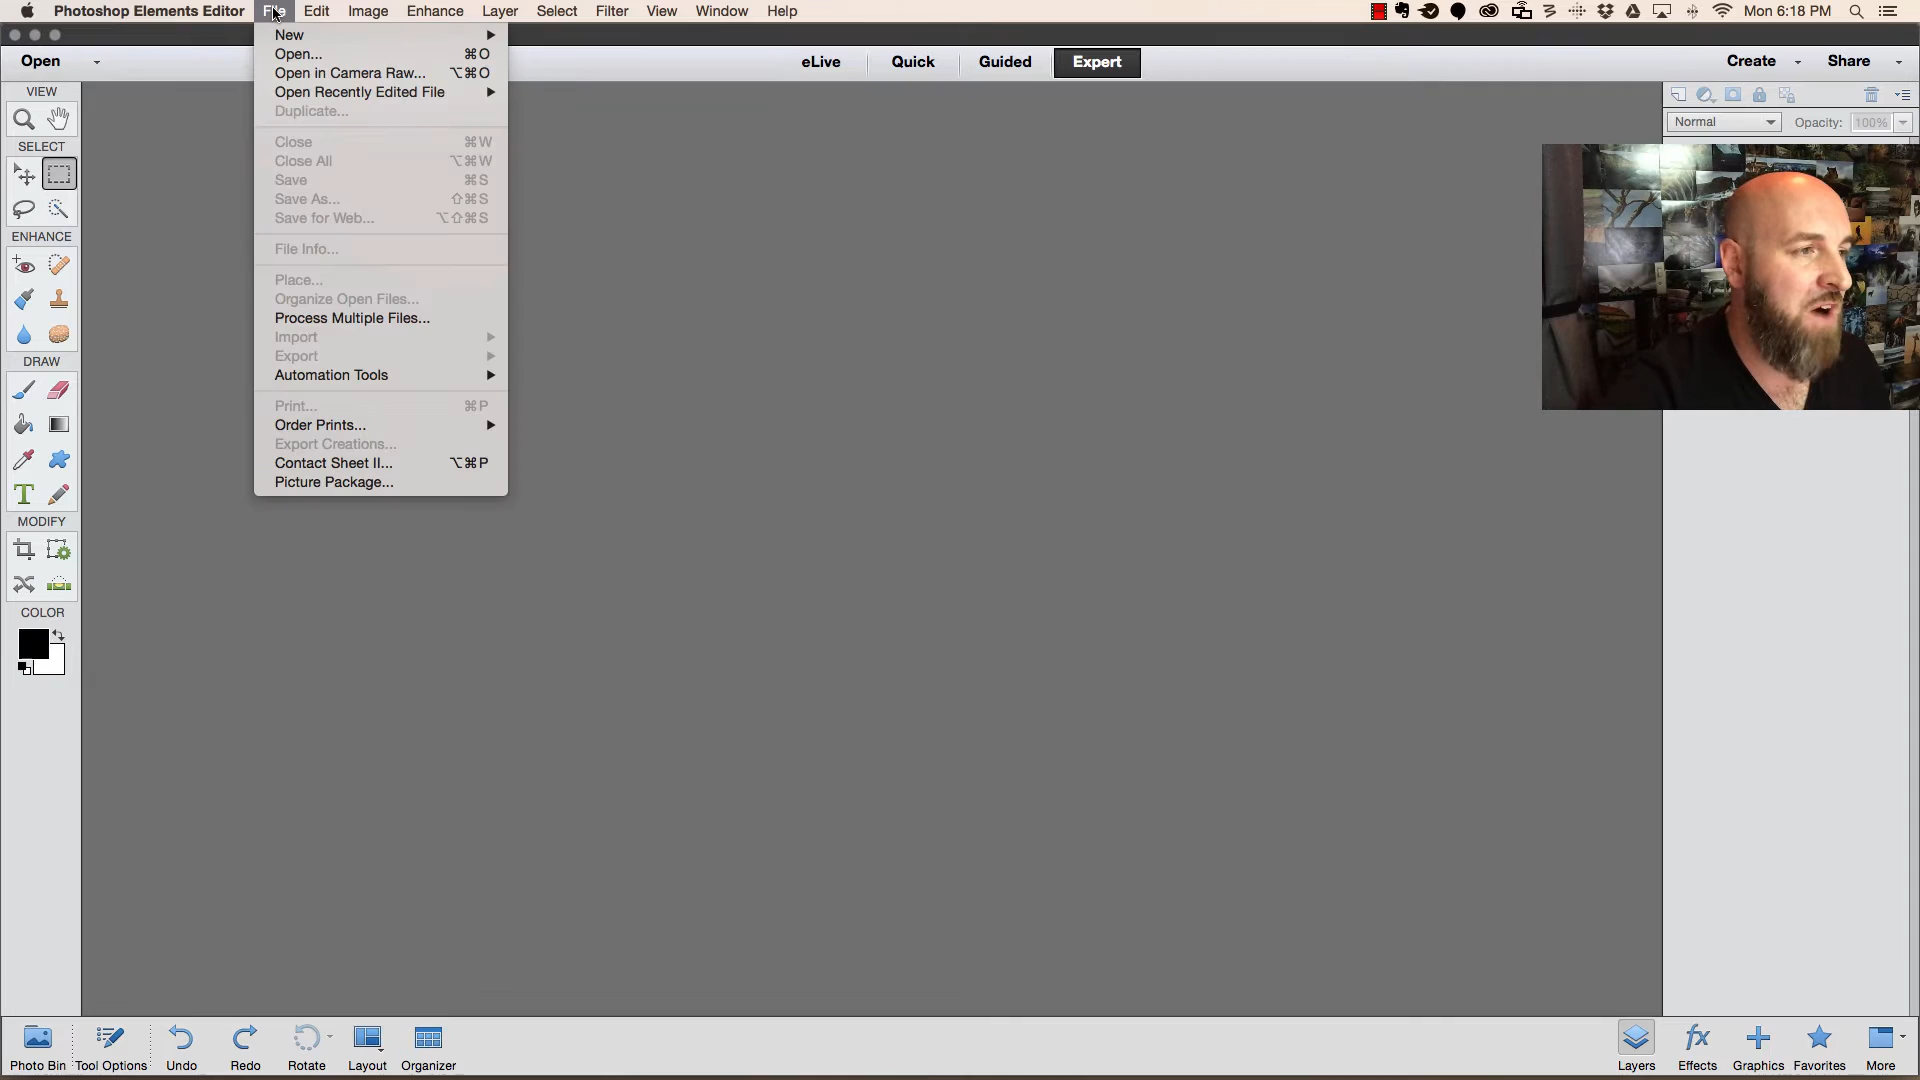 Photoshop Elements Editor File Edit Image Enhance Layer Select Filter View Window Help Mon 6:18 PM
Open eLive Quick Guided Expert Create Share
New
Open... ⌘O
Open in Camera Raw... ⌥⌘O
Open Recently Edited File
Duplicate...
Close ⌘W
Close All ⌥⌘W
Save ⌘S
Save As... ⇧⌘S
Save for Web... ⌥⇧⌘S
File Info...
Place...
Organize Open Files...
Process Multiple Files...
Import
Export
Automation Tools
Print... ⌘P
Order Prints...
Export Creations...
Contact Sheet II... ⌥⌘P
Picture Package...
VIEW
SELECT
ENHANCE
DRAW
T
MODIFY
COLOR
Normal Opacity: 100%
Photo Bin Tool Options Undo Redo Rotate Layout Organizer
fx
Layers Effects Graphics Favorites More